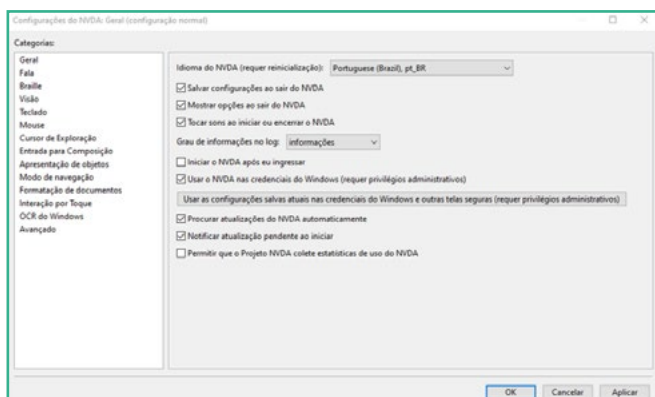 Configurações do NVDA: Geral (configuração normal)
Categorias:
Geral
Fala
Braille
Visão
Teclado
Mouse
Cursor de Exploração
Entrada para Composição
Apresentação de objetos
Modo de navegação
Formatação de documentos
Interação por Toque
OCR do Windows
Avançado
Idioma do NVDA (requer reinicialização): Portuguese (Brazil), pt_BR
Salvar configurações ao sair do NVDA
Mostrar opções ao sair do NVDA
Tocar sons ao iniciar ou encerrar o NVDA
Grau de informações no log: informações
Iniciar o NVDA após eu ingressar
Usar o NVDA nas credenciais do Windows (requer privilégios administrativos)
Usar as configurações salvas atuais nas credenciais do Windows e outras telas seguras (requer privilégios administrativos)
Procurar atualizações do NVDA automaticamente
Notificar atualização pendente ao iniciar
Permitir que o Projeto NVDA colete estatísticas de uso do NVDA
OK Cancelar Aplicar